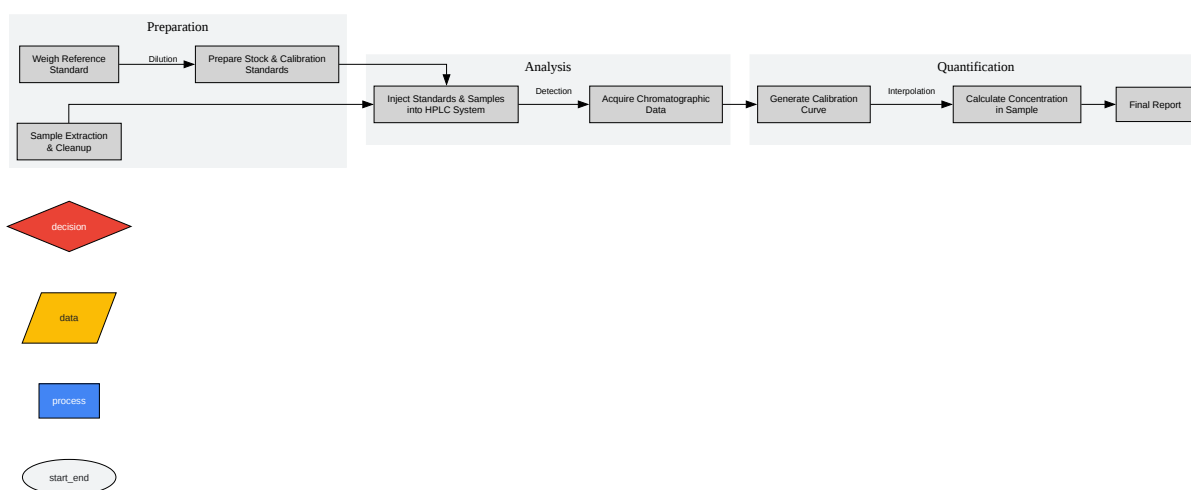 Preparation
Weigh Reference
Standard
Dilution
Prepare Stock & Calibration
Standards
Sample Extraction
& Cleanup
Analysis
Inject Standards & Samples
into HPLC System
Detection
Acquire Chromatographic
Data
Quantification
Generate Calibration
Curve
Interpolation
Calculate Concentration
in Sample
Final Report
decision
data
process
start_end